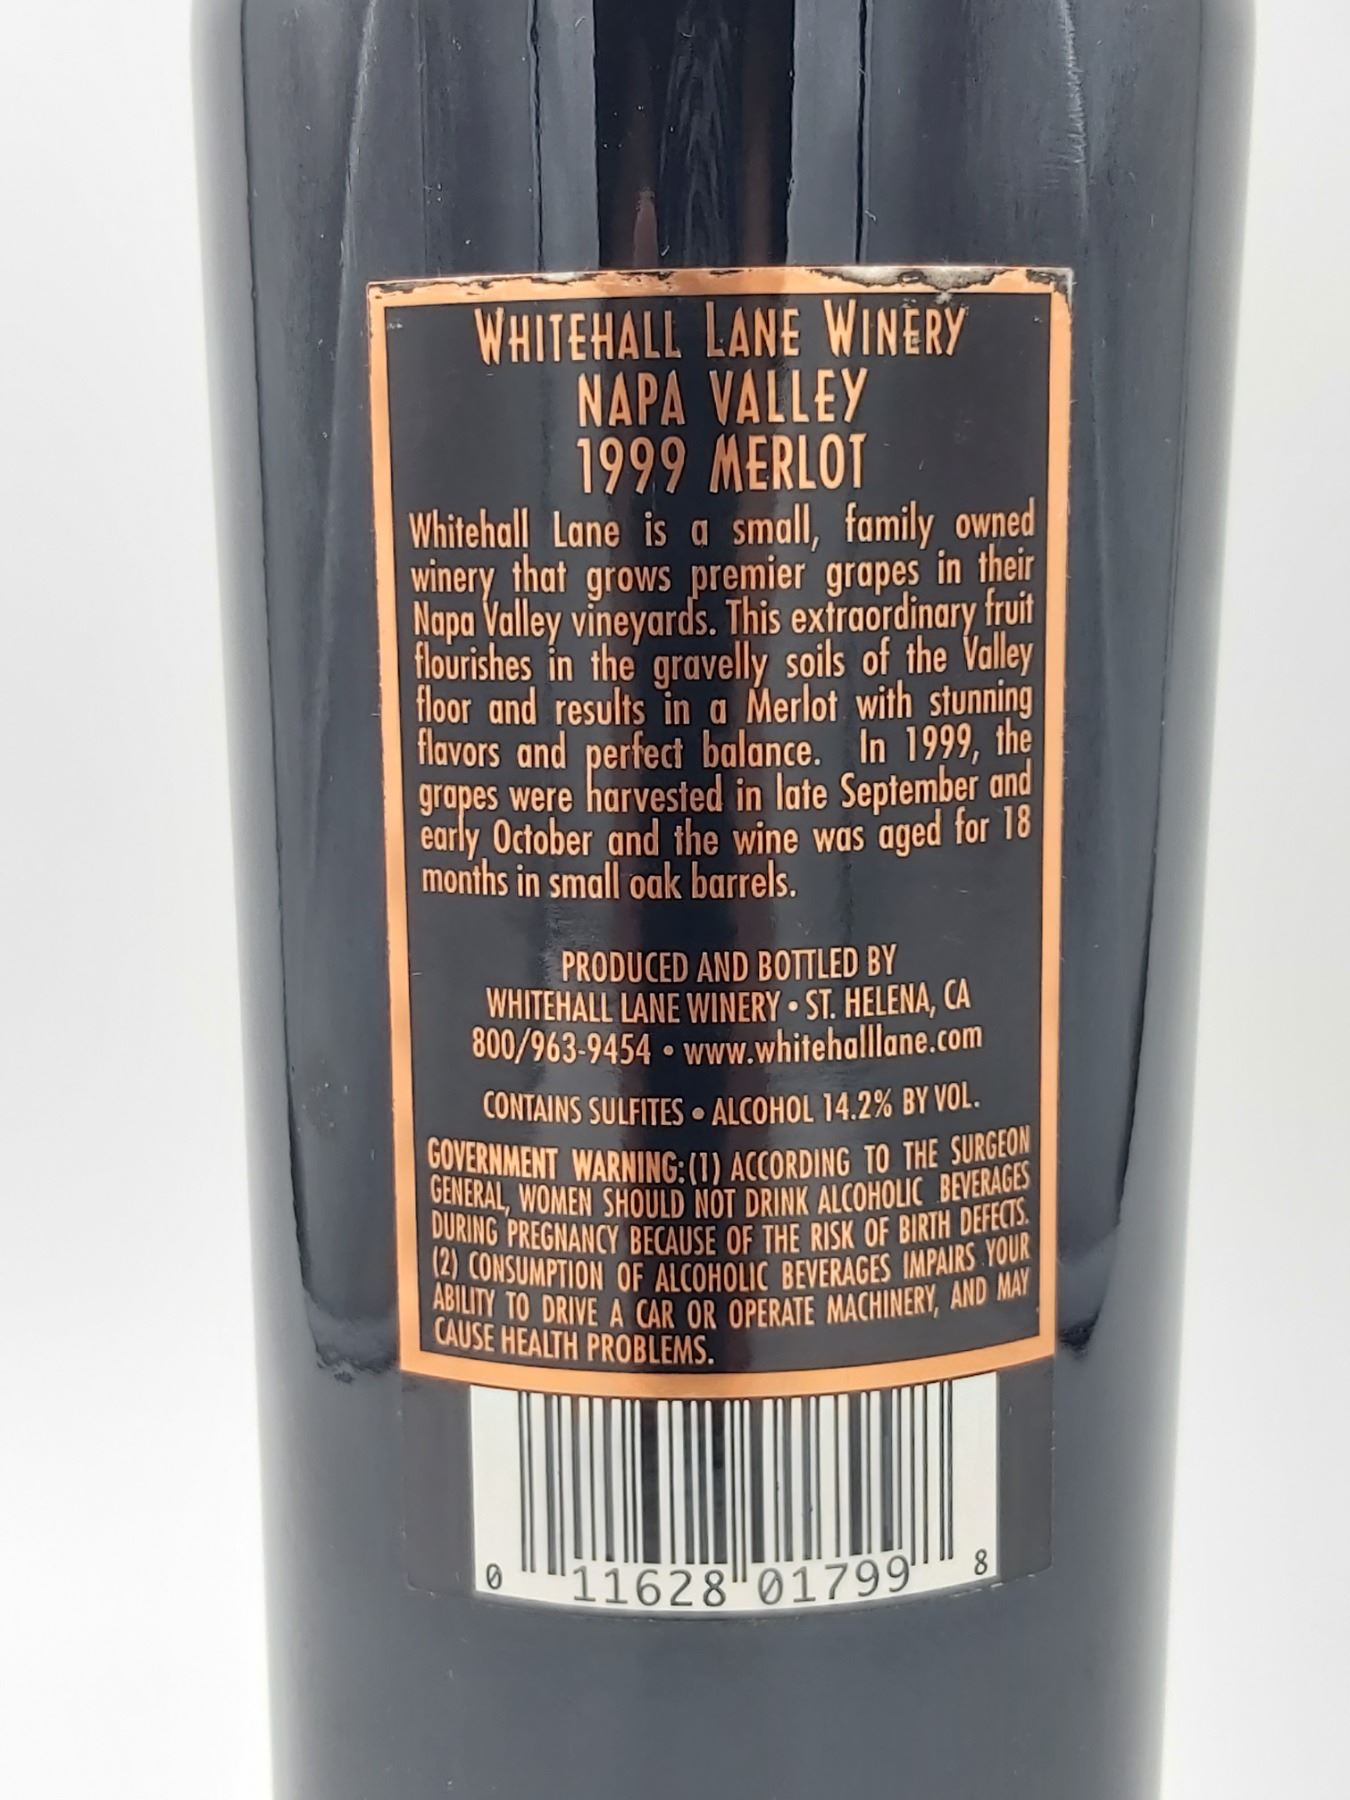 WHITEHALL LANE WINERY
NAPA VALLEY
1999 MERLOT
Whitehall Lane is a small, family owned
winery that grows premier grapes in their
Napa Valley vineyards. This extraordinary fruit
flourishes in the gravelly soils of the Valley
floor and results in a Merlot with stunning
flavors and perfect balance. In 1999, the
grapes were harvested in late September and
early October and the wine was aged for 18
months in small oak barrels.
PRODUCED AND BOTTLED BY
WHITEHALL LANE WINERY • ST. HELENA, CA
800/963-9454 • www.whitehalllane.com
CONTAINS SULFITES • ALCOHOL 14.2% BY VOL.
GOVERNMENT WARNING:(1) ACCORDING TO THE SURGEON
GENERAL, WOMEN SHOULD NOT DRINK ALCOHOLIC BEVERAGES
DURING PREGNANCY BECAUSE OF THE RISK OF BIRTH DEFECTS.
(2) CONSUMPTION OF ALCOHOLIC BEVERAGES IMPAIRS YOUR
ABILITY TO DRIVE A CAR OR OPERATE MACHINERY, AND MAY
CAUSE HEALTH PROBLEMS.
0 11628 01799 8